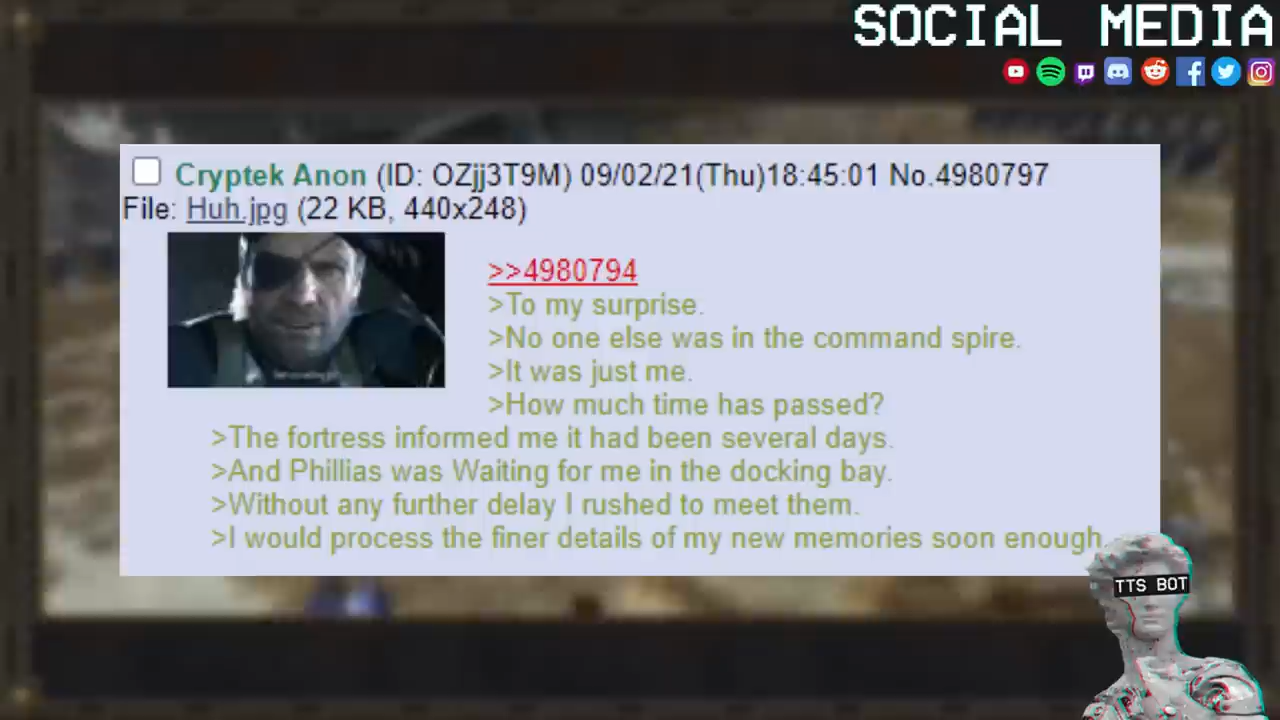 SOCIAL MEDIA
Cryptek Anon (ID: OZjj3T9M) 09/02/21(Thu)18:45:01 No.4980797
File: Huh.jpg (22 KB, 440x248)
>>4980794
>To my surprise.
>No one else was in the command spire.
>It was just me.
>How much time has passed?
>The fortress informed me it had been several days.
>And Phillias was Waiting for me in the docking bay.
>Without any further delay I rushed to meet them.
>I would process the finer details of my new memories soon enough.
TTS BOT